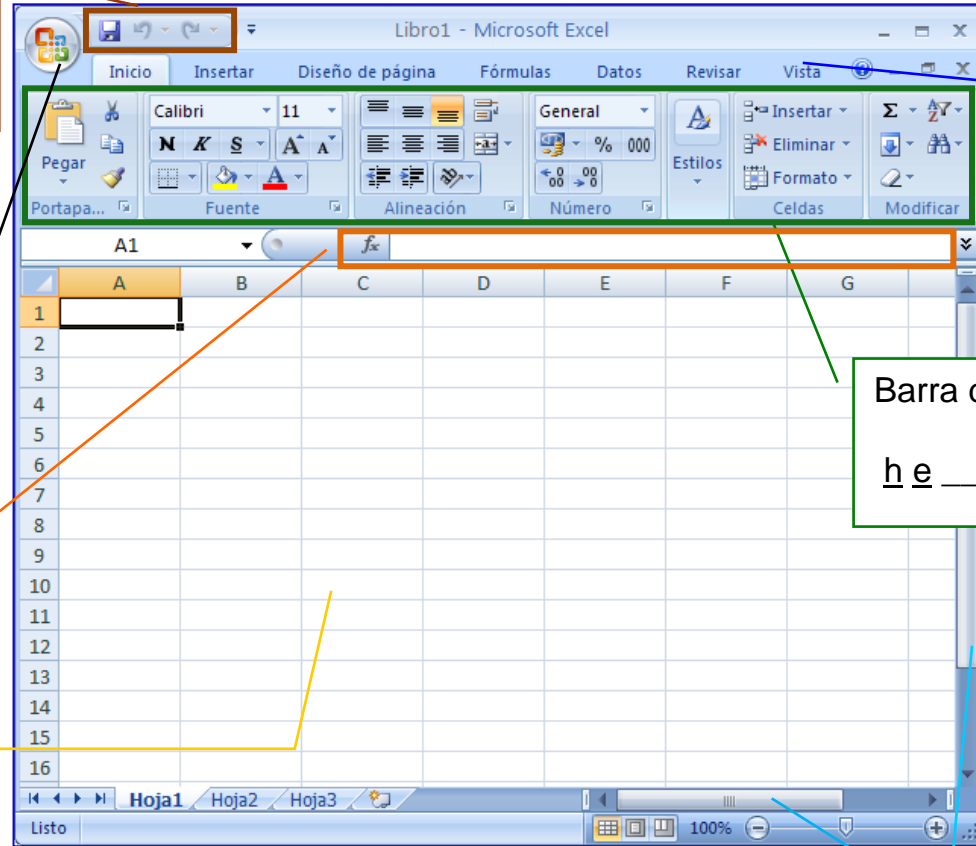 Libro1 - Microsoft Excel
Inicio Insertar Diseño de página Fórmulas Datos Revisar Vista
Calibri 11 General Σ A Z
Pegar N K S A A % 000 Estilos Insertar Eliminar Formato
A
Portapa... Fuente Alineación Número Celdas Modificar
A1 fx
A B C D E F G
1
2
3
4
5
6
7
8
9
10
11
12
13
14
15
16
Barra
h e __
Hoja1 Hoja2 Hoja3
Listo 100%